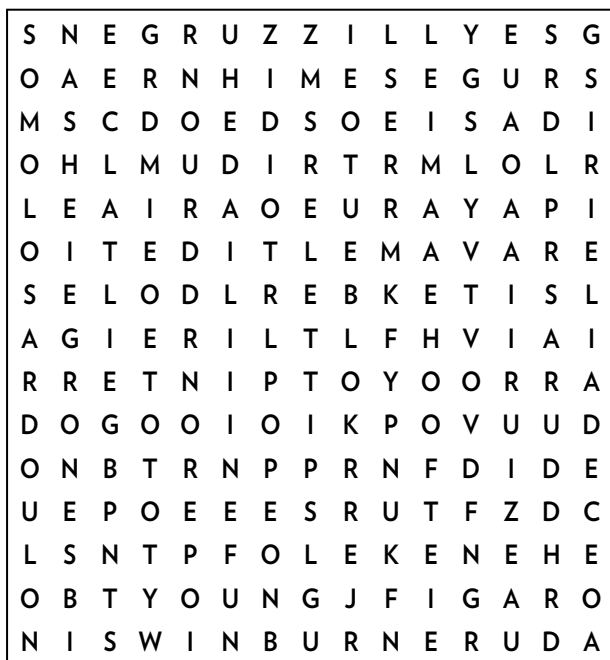 S N E G R U Z Z I L L Y E S G
O A E R N H I M E S E G U R S
M S C D O E D S O E I S A D I
O H L M U D I R T R M L O L R
L E A I R A O E U R A Y A P I
O I T E D I T L E M A V A R E
S E L O D L R E B K E T I S L
A G I E R I L T L F H V I A I
R R E T N I P T O Y O O R R A
D O G O O I O I K P O V U U D
O N B T R N P P R N F D I D E
U E P O E E E S R U T F Z D C
L S N T P F O L E K E N E H E
O B T Y O U N G J F I G A R O
N I S W I N B U R N E R U D A